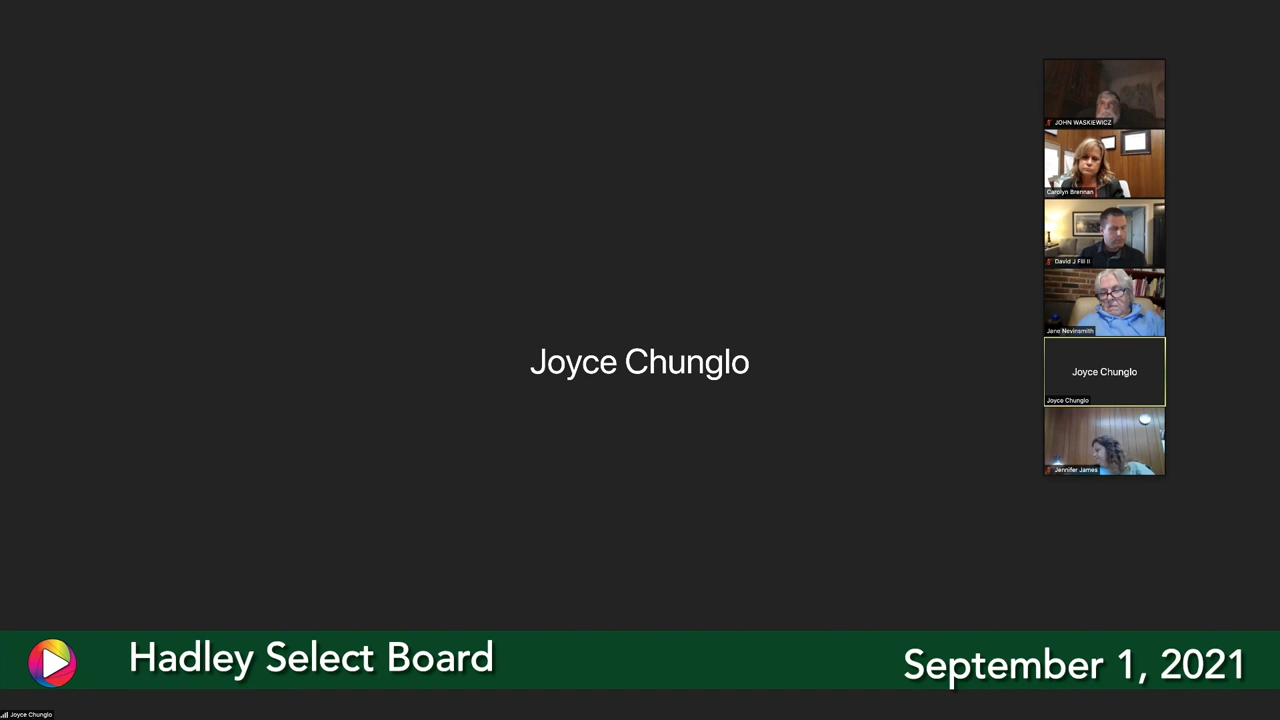 JOHN WASKIEWICZ
Carolyn Brennan
David J Fill II
Jane Nevinsmith
Joyce Chunglo
Joyce Chunglo
Joyce Chunglo
Jennifer James
Hadley Select Board
September 1, 2021
Joyce Chunglo